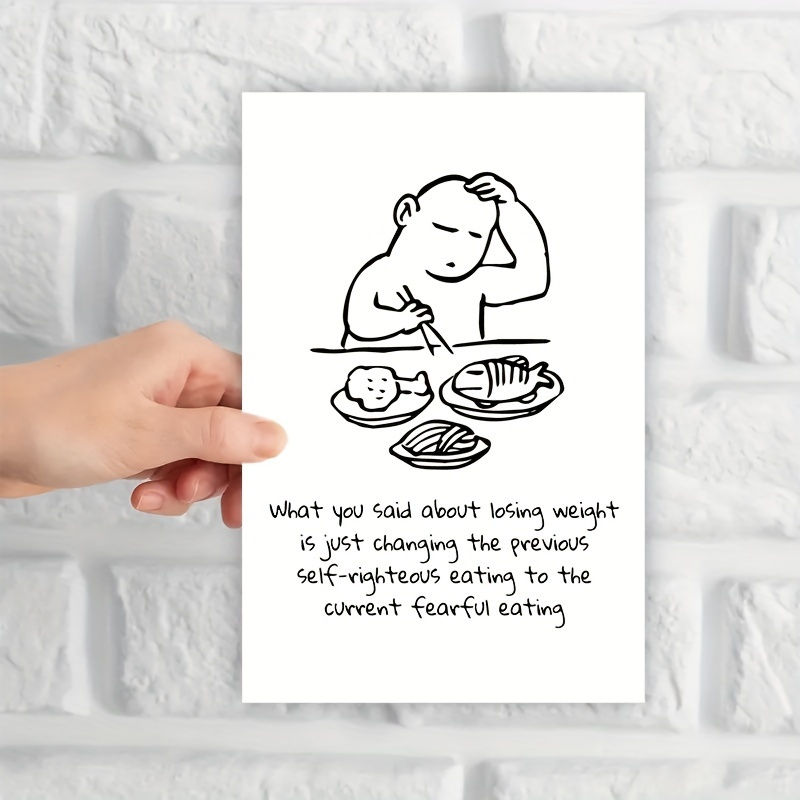 What you said about losing weight
is just changing the previous
self-righteous eating to the
current fearful eating